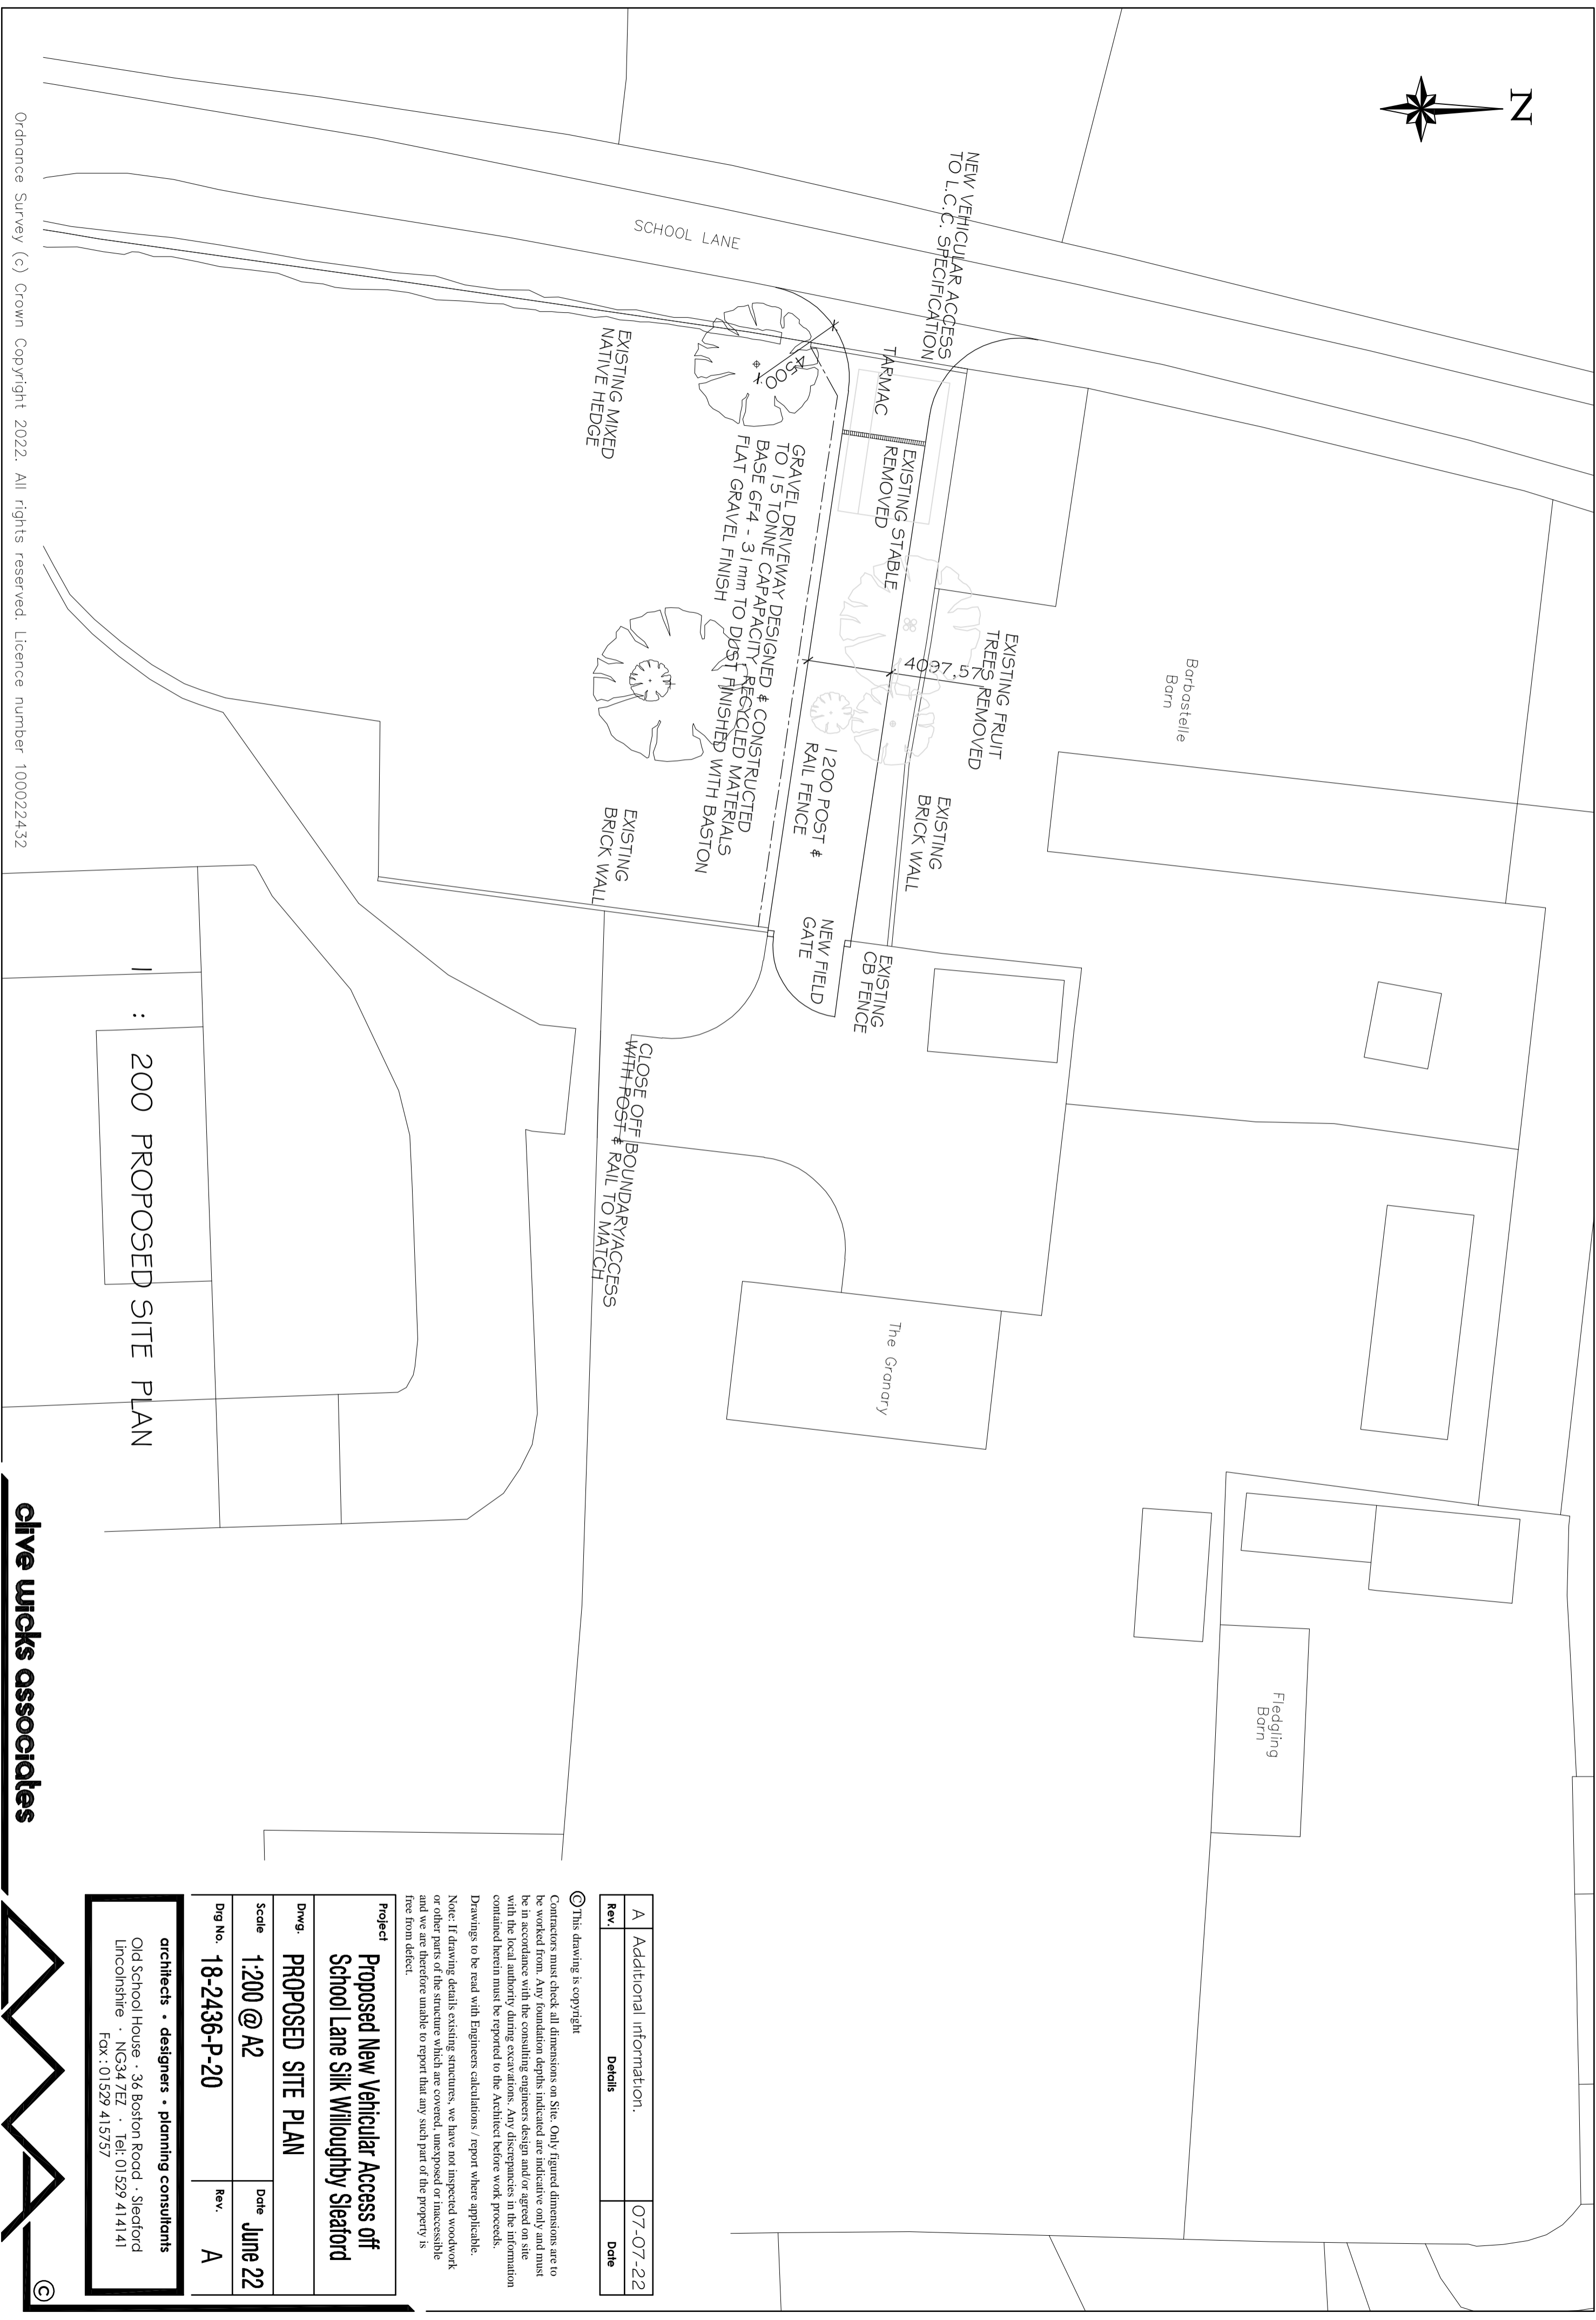 N
NEW VEHICULAR ACCESS
TO L.C.C. SPECIFICATION
SCHOOL LANE
TARMAC
4500
EXISTING MIXED
NATIVE HEDGE
EXISTING STABLE
REMOVED
GRAVEL DRIVEWAY DESIGNED & CONSTRUCTED
TO 15 TONNE CAPAPACITY RECYCLED MATERIALS
BASE 6F4 - 31mm TO DUST FINISHED WITH BASTON
FLAT GRAVEL FINISH
EXISTING FRUIT
TREES REMOVED
4097,57
Barbastelle
Barn
1200 POST &
RAIL FENCE
EXISTING
BRICK WALL
EXISTING
BRICK WALL
NEW FIELD
GATE
EXISTING
CB FENCE
CLOSE OFF BOUNDARY/ACCESS
WITH POST & RAIL TO MATCH
The Granary
Fledgling
Barn
1 : 200 PROPOSED SITE PLAN
Ordnance Survey (c) Crown Copyright 2022. All rights reserved. Licence number 100022432
A Additional information. 07-07-22
Rev. Details Date
© This drawing is copyright
Contractors must check all dimensions on Site. Only figured dimensions are to
be worked from. Any foundation depths indicated are indicative only and must
be in accordance with the consulting engineers design and/or agreed on site
with the local authority during excavations. Any discrepancies in the information
contained herein must be reported to the Architect before work proceeds.
Drawings to be read with Engineers calculations / report where applicable.
Note: If drawing details existing structures, we have not inspected woodwork
or other parts of the structure which are covered, unexposed or inaccessible
and we are therefore unable to report that any such part of the property is
free from defect.
Project Proposed New Vehicular Access off
School Lane Silk Willoughby Sleaford
Drwg. PROPOSED SITE PLAN
Scale 1:200 @ A2 Date June 22
Drg No. 18-2436-P-20 Rev. A
architects • designers • planning consultants
Old School House · 36 Boston Road · Sleaford
Lincolnshire · NG34 7EZ · Tel: 01529 414141
Fax : 01529 415757
clive wicks associates
©